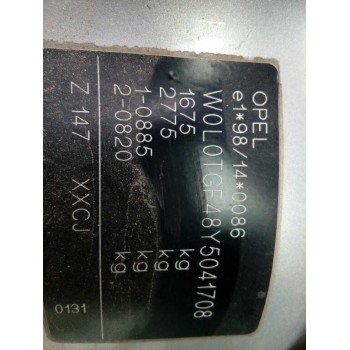 OPEL
e1*98/14*0086
W0L0TGF48Y5041708
1675 kg
2775 kg
1-0885 kg
2-0820 kg
Z 147 XXCJ
0131